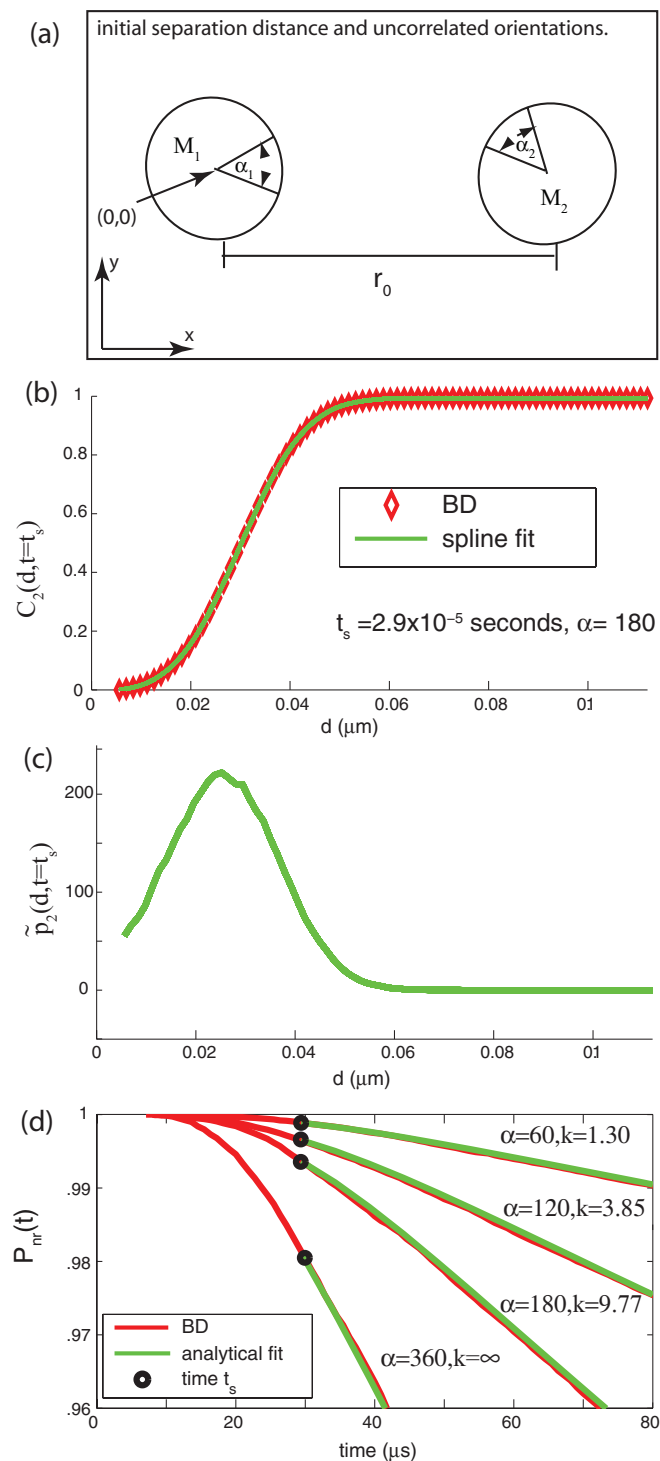 (a)
initial separation distance and uncorrelated orientations.
M1
α1
α2
M2
(0,0)
r0
y
x
(b)
1
0.8
0.6
0.4
0.2
0
C2(d,t=ts)
BD
spline fit
ts =2.9x10−5 seconds, α= 180
0 0.02 0.04 0.06 0.08 01
d (μm)
(c)
200
100
0
p̃2(d,t=ts)
0 0.02 0.04 0.06 0.08 01
d (μm)
(d)
1
.99
.98
.97
.96
Pnr(t)
α=60,k=1.30
α=120,k=3.85
α=180,k=9.77
α=360,k=∞
BD
analytical fit
time ts
0 20 40 60 80
time (μs)